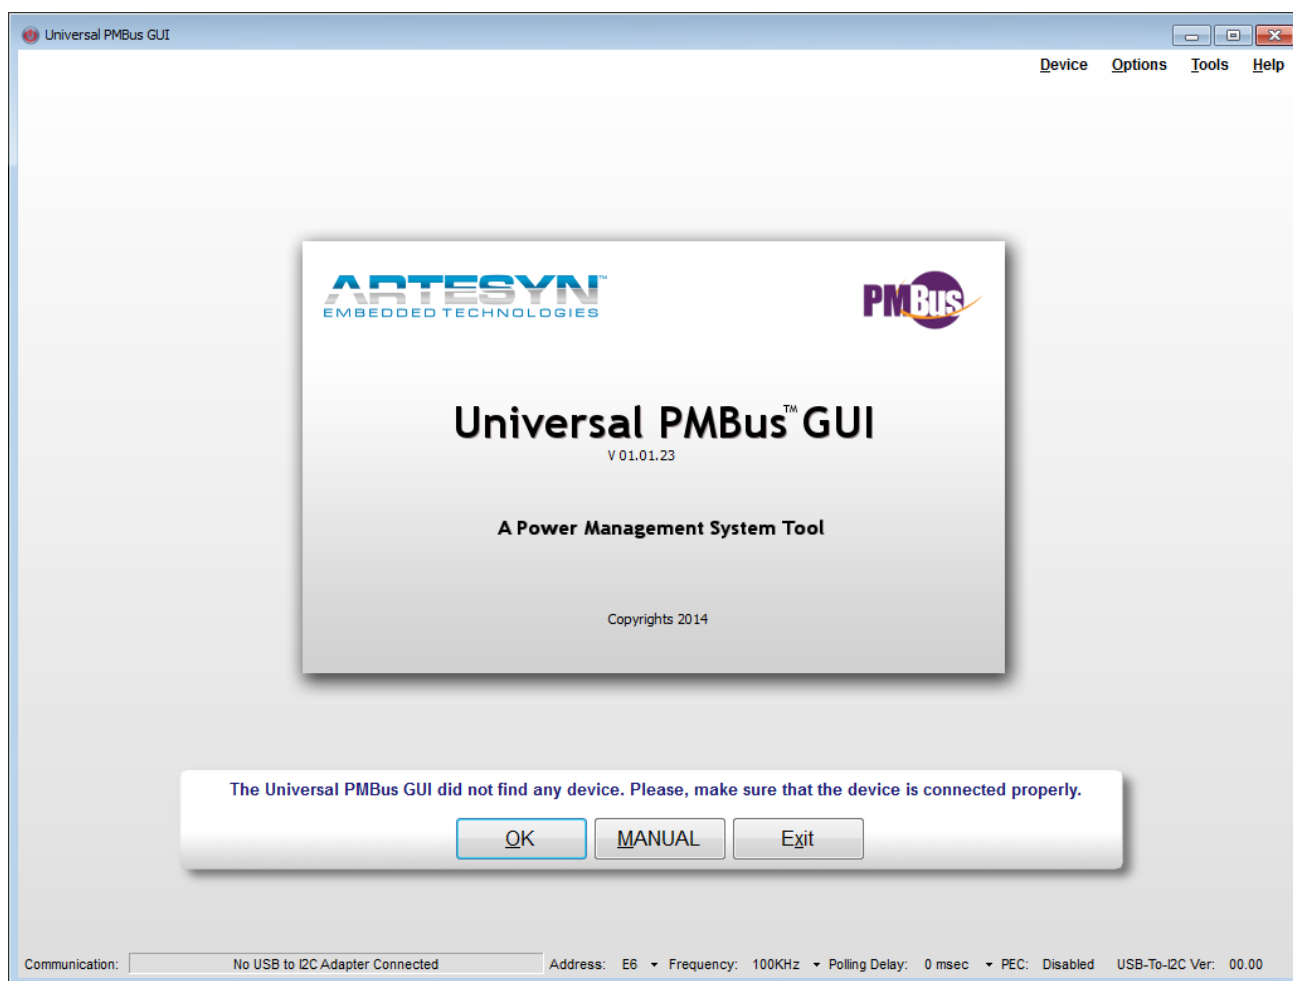 Universal PMBus GUI
Device Options Tools Help
ARTESYN™
EMBEDDED TECHNOLOGIES
PMBus
Universal PMBus™ GUI
V 01.01.23
A Power Management System Tool
Copyrights 2014
The Universal PMBus GUI did not find any device. Please, make sure that the device is connected properly.
OK MANUAL Exit
Communication: No USB to I2C Adapter Connected Address: E6 Frequency: 100KHz Polling Delay: 0 msec PEC: Disabled USB-To-I2C Ver: 00.00